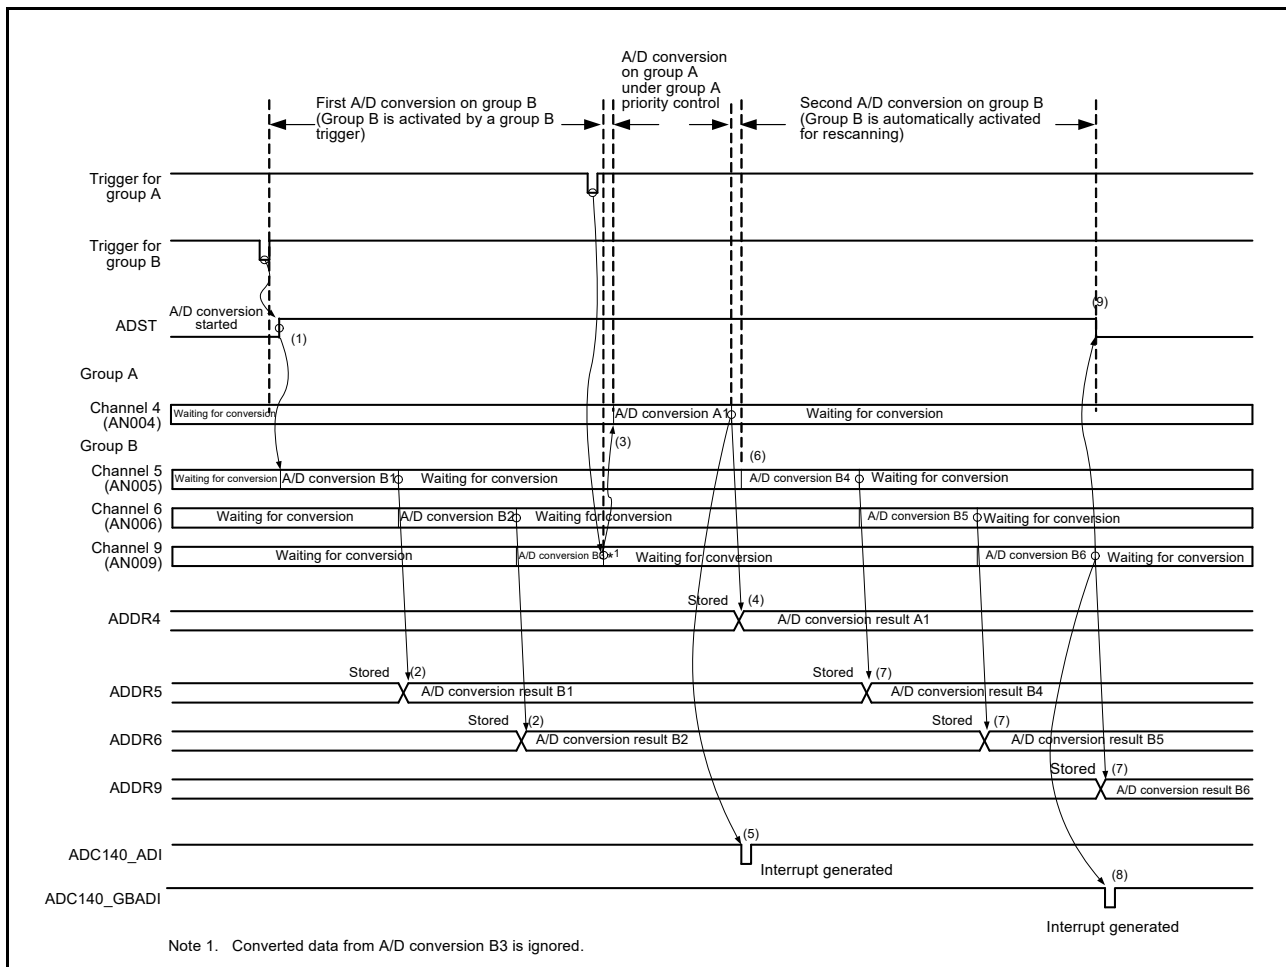 A/D conversion
on group A
under group A
priority control
First A/D conversion on group B
(Group B is activated by a group B
trigger)
Second A/D conversion on group B
(Group B is automatically activated
for rescanning)
Trigger for
group A
Trigger for
group B
A/D conversion
started
ADST
(1)
(9)
Group A
Channel 4
(AN004)
Waiting for conversion
A/D conversion A1
Waiting for conversion
(3)
Group B
(6)
Channel 5
(AN005)
Waiting for conversion
A/D conversion B1
Waiting for conversion
A/D conversion B4
Waiting for conversion
Channel 6
(AN006)
Waiting for conversion
A/D conversion B2
Waiting for conversion
A/D conversion B5
Waiting for conversion
Channel 9
(AN009)
Waiting for conversion
A/D conversion B
*1
Waiting for conversion
A/D conversion B6
Waiting for conversion
Stored
(4)
ADDR4
A/D conversion result A1
Stored
(2)
Stored
(7)
ADDR5
A/D conversion result B1
A/D conversion result B4
Stored
(2)
Stored
(7)
ADDR6
A/D conversion result B2
A/D conversion result B5
Stored
(7)
ADDR9
A/D conversion result B6
(5)
ADC140_ADI
Interrupt generated
(8)
ADC140_GBADI
Interrupt generated
Note 1. Converted data from A/D conversion B3 is ignored.